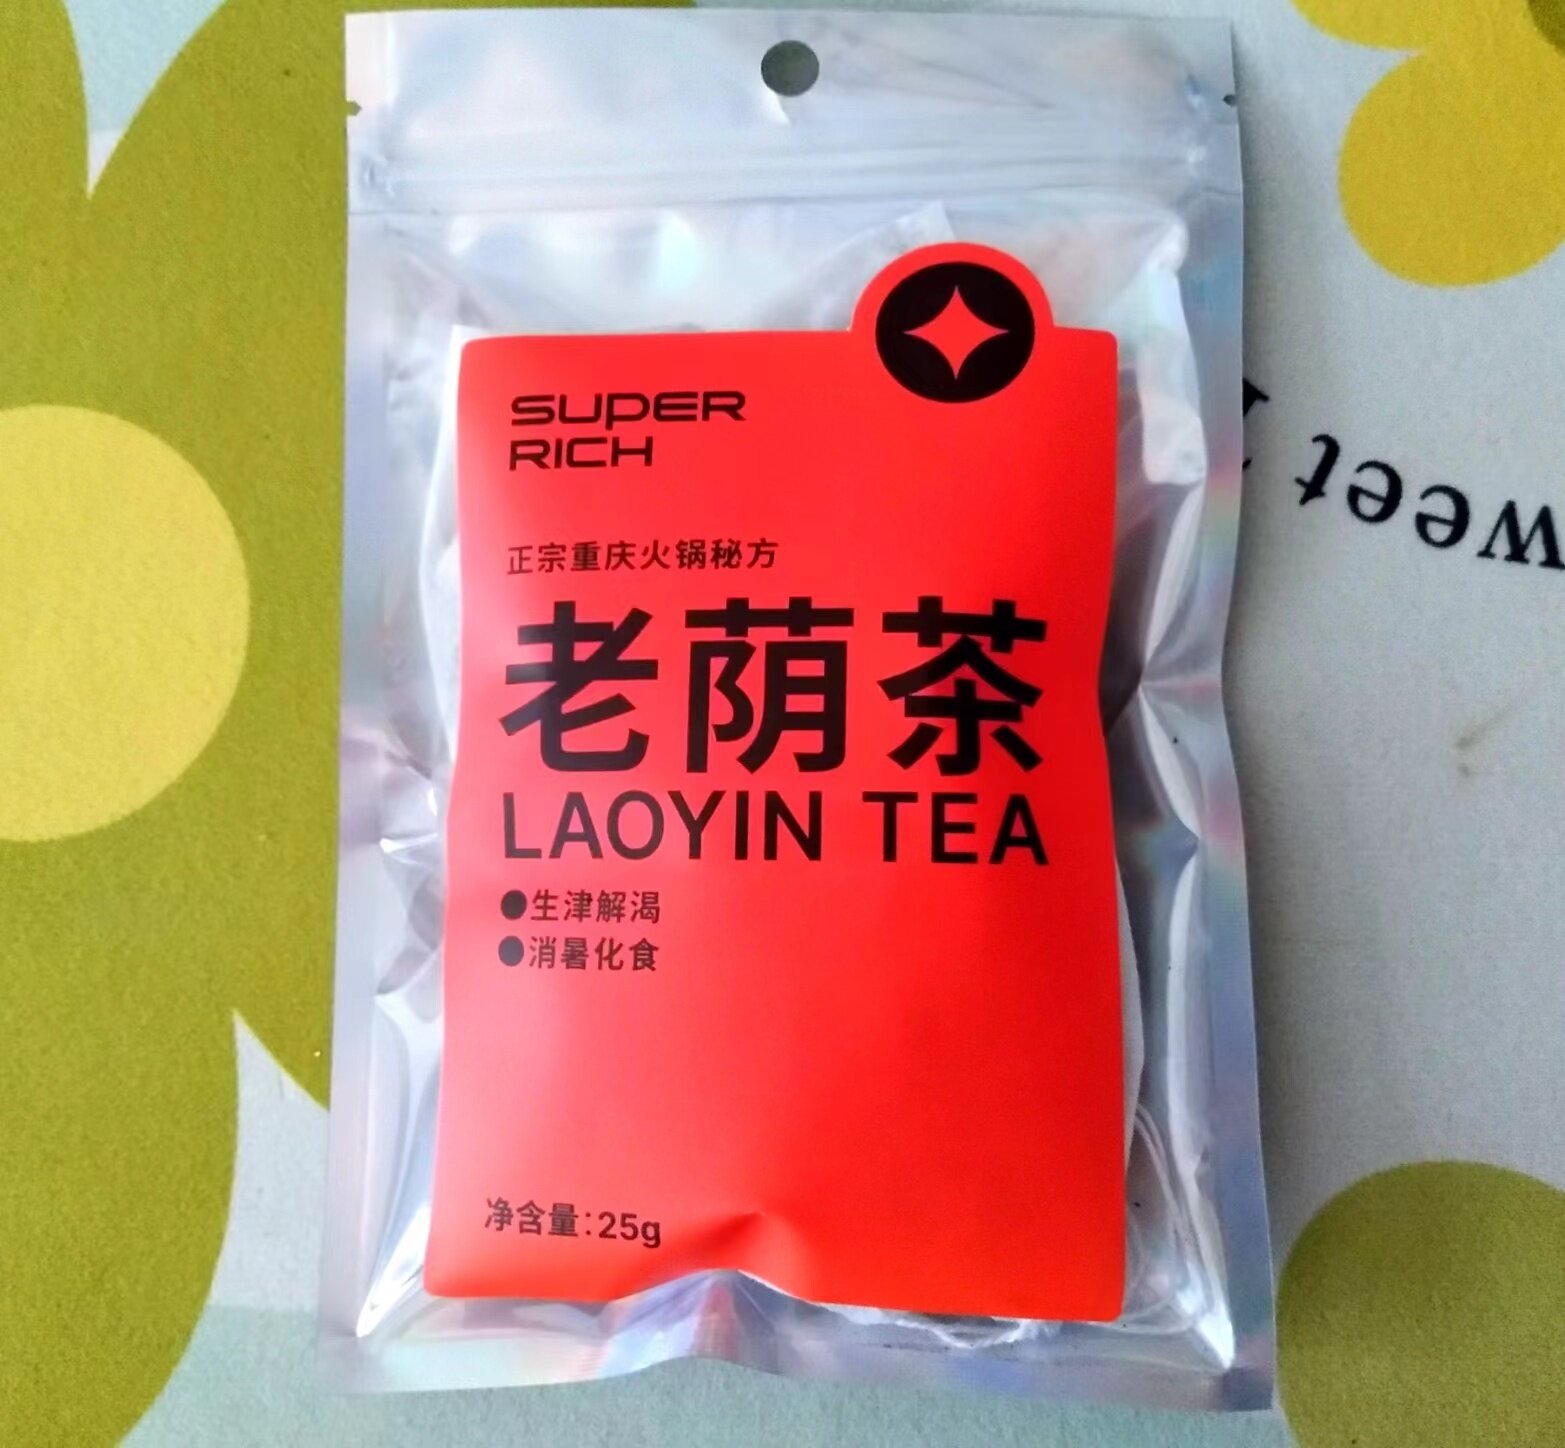 SUPER
RICH
正宗重庆火锅秘方
老荫茶
LAOYIN TEA
●生津解渴
●消暑化食
净含量:25g
weet